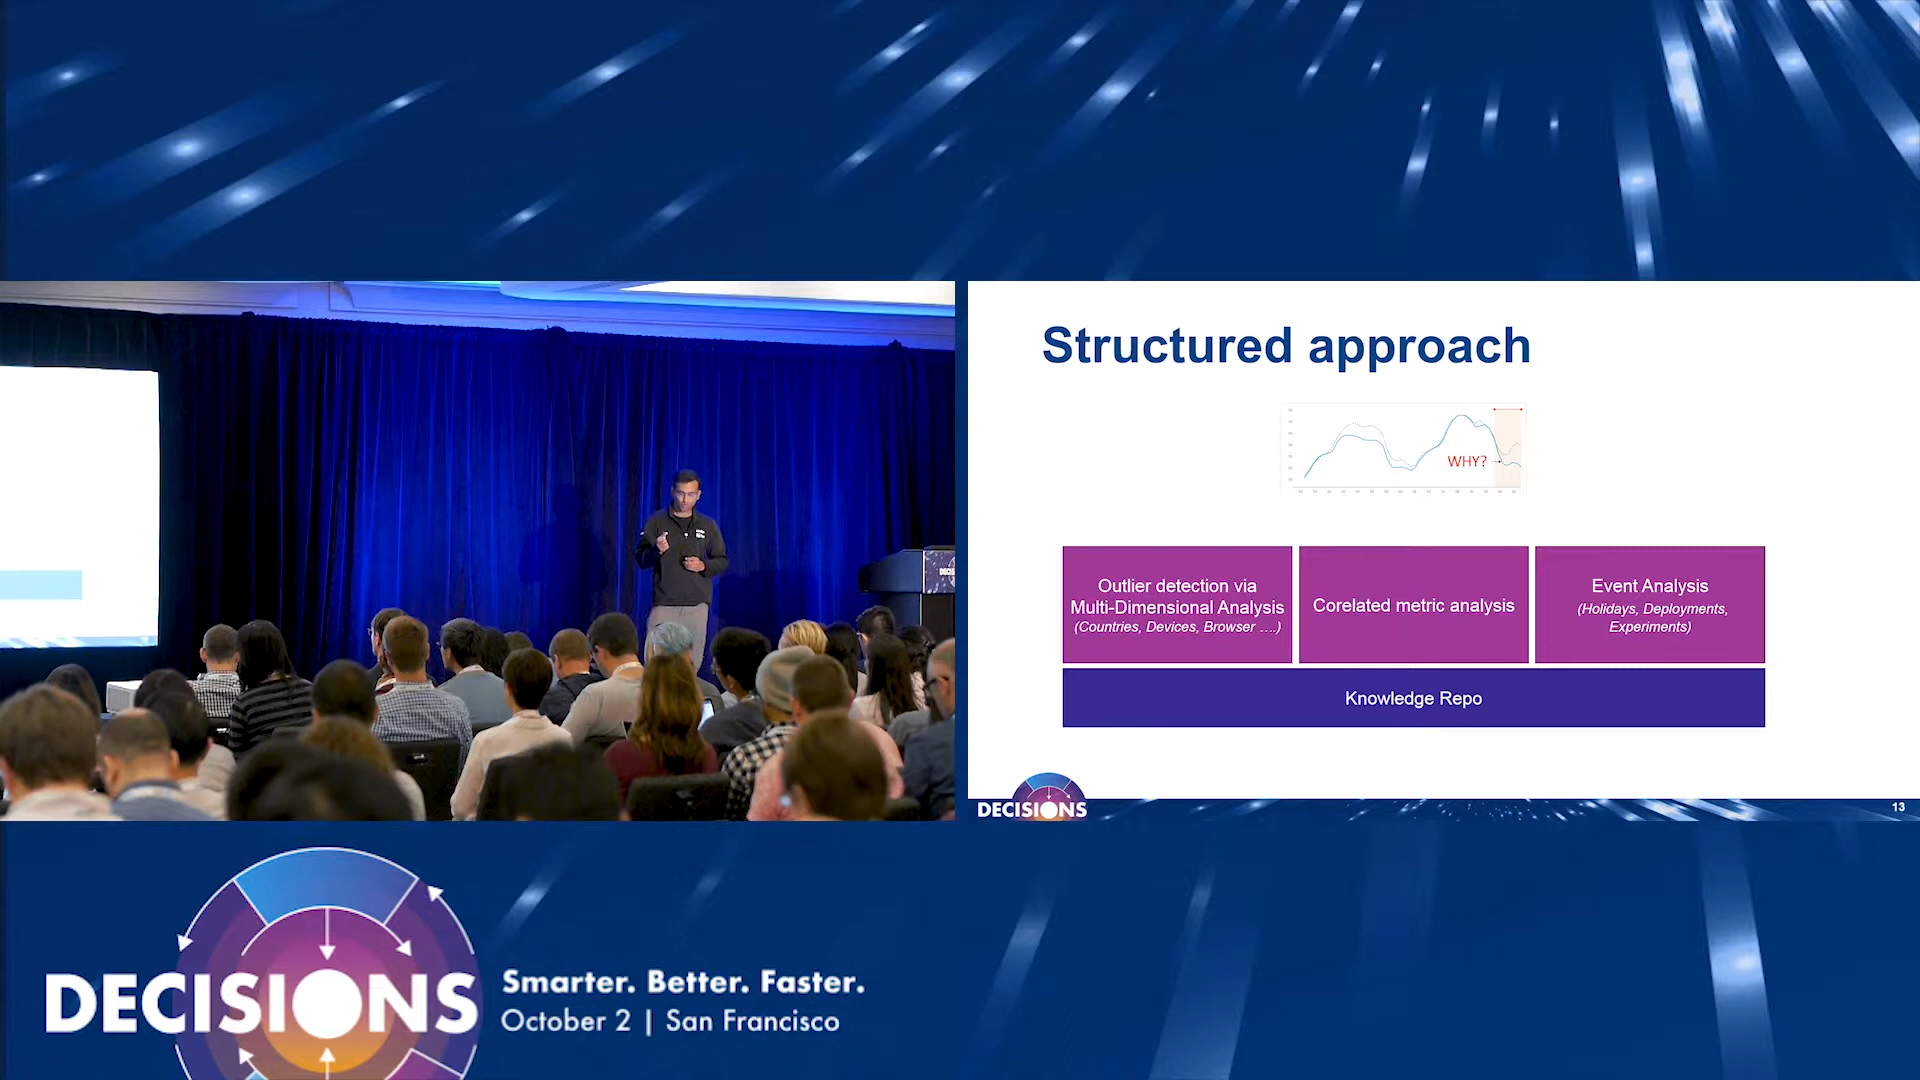 Structured approach
WHY?
Outlier detection via
Multi-Dimensional Analysis
(Countries, Devices, Browser ....)
Corelated metric analysis
Event Analysis
(Holidays, Deployments,
Experiments)
Knowledge Repo
DECISIONS
13
DECISIONS
Smarter. Better. Faster.
October 2 | San Francisco